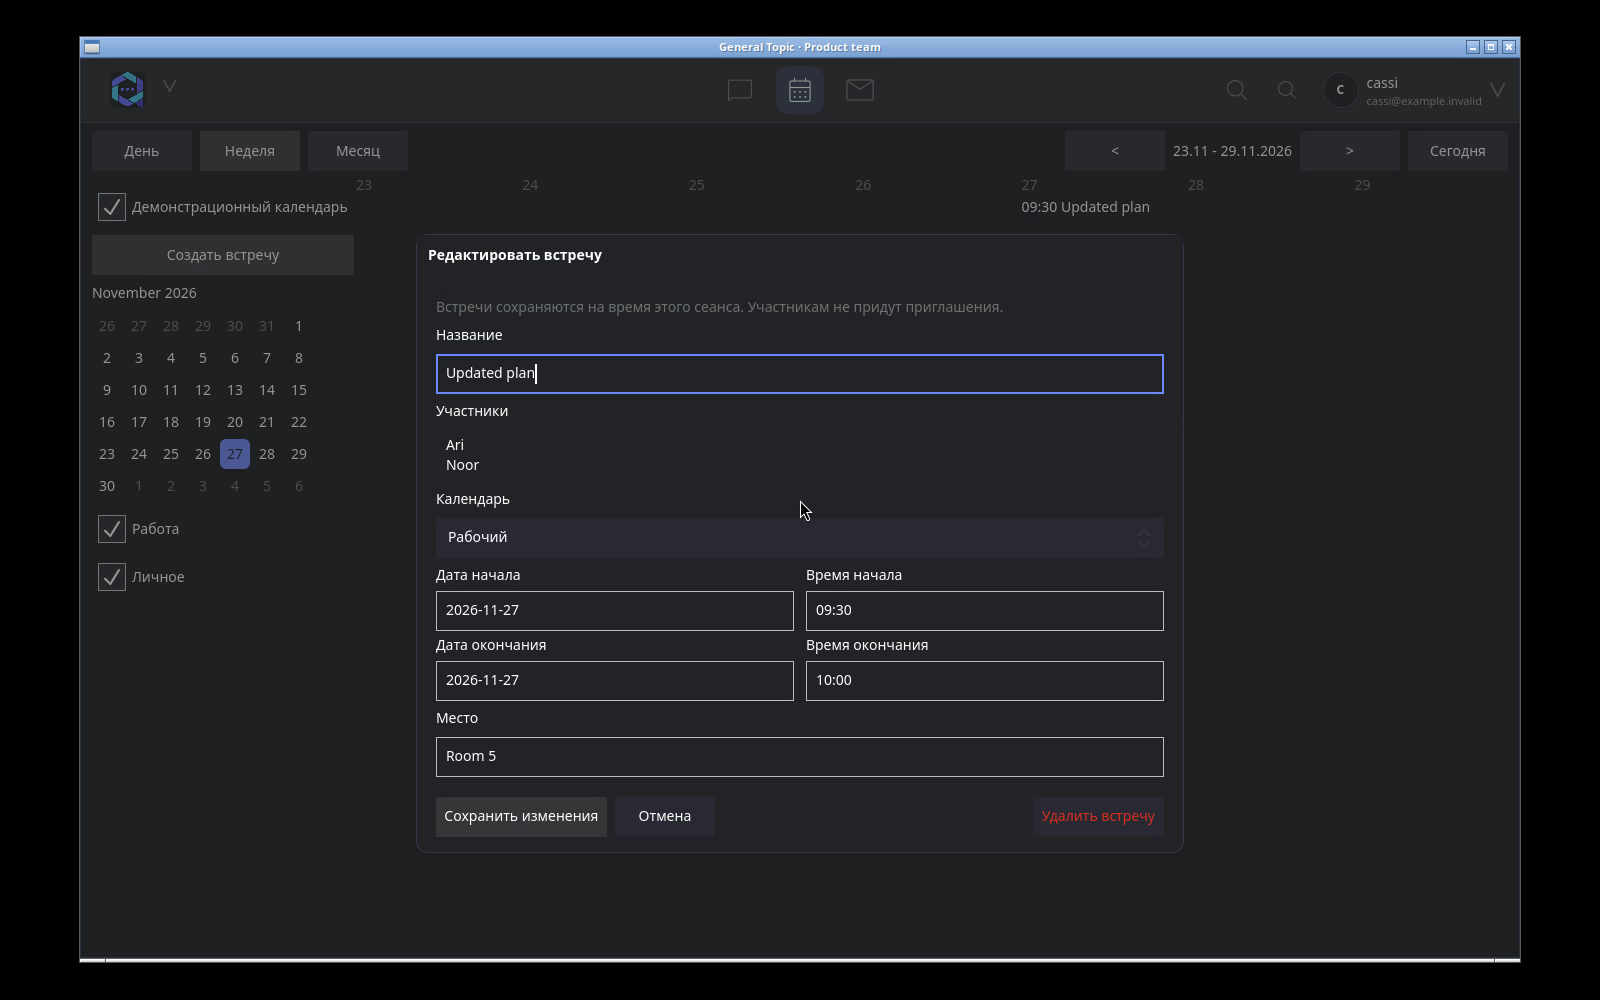 General Topic · Product team
C
cassi
cassi@example.invalid
День Неделя Месяц < 23.11 - 29.11.2026 > Сегодня
23 24 25 26 27 28 29
Демонстрационный календарь
09:30 Updated plan
Создать встречу
November 2026
26 27 28 29 30 31 1
2 3 4 5 6 7 8
9 10 11 12 13 14 15
16 17 18 19 20 21 22
23 24 25 26 27 28 29
30 1 2 3 4 5 6
Работа
Личное
Редактировать встречу
Встречи сохраняются на время этого сеанса. Участникам не придут приглашения.
Название
Updated plan
Участники
Ari
Noor
Календарь
Рабочий
Дата начала Время начала
2026-11-27 09:30
Дата окончания Время окончания
2026-11-27 10:00
Место
Room 5
Сохранить изменения Отмена Удалить встречу